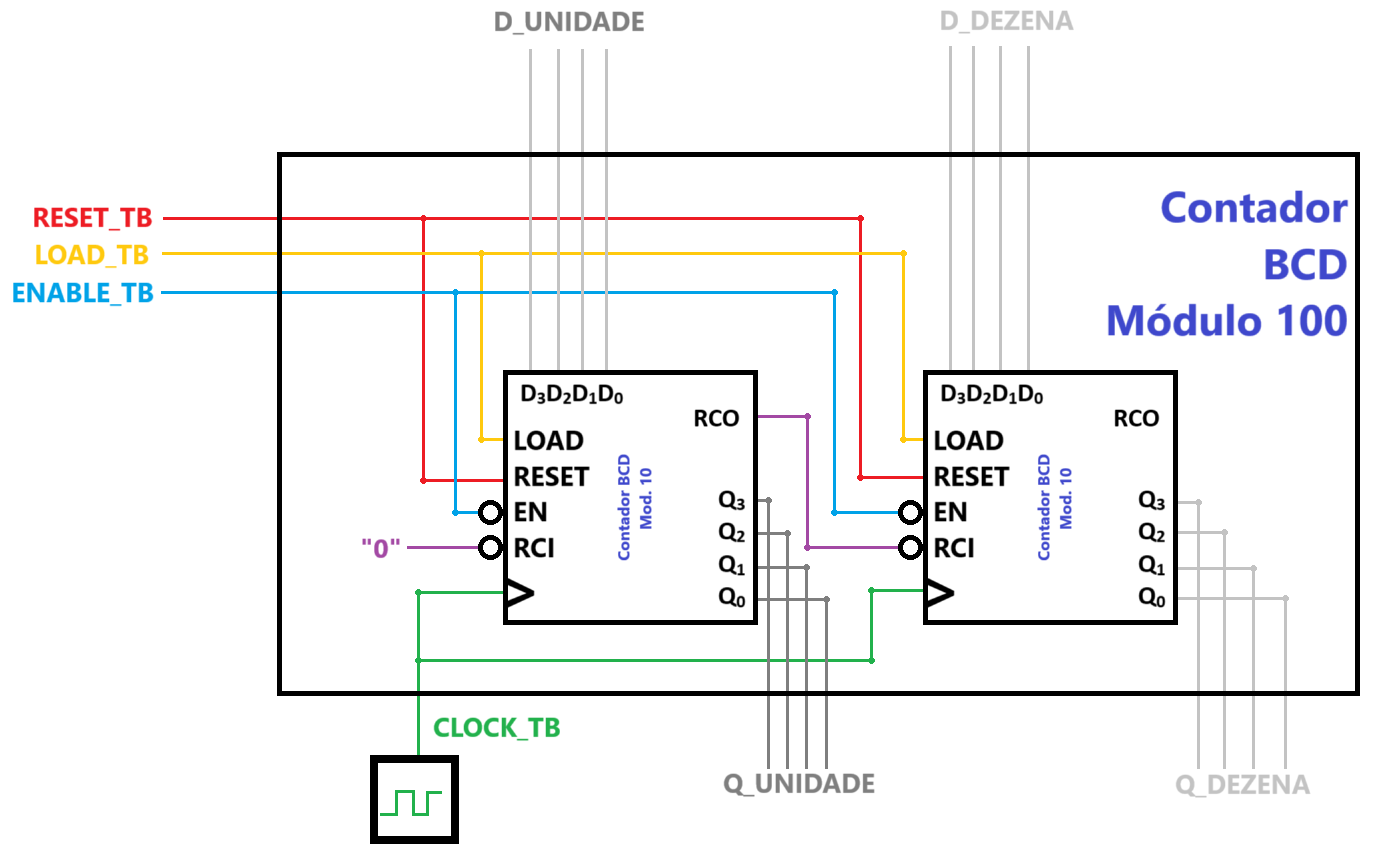 D_UNIDADE
D_DEZENA
RESET_TB
LOAD_TB
ENABLE_TB
Contador
BCD
Módulo 100
D₃D₂D₁D₀
RCO
LOAD
RESET
EN
RCI
Contador BCD
Mod. 10
Q₃
Q₂
Q₁
Q₀
"0"
D₃D₂D₁D₀
RCO
LOAD
RESET
EN
RCI
Contador BCD
Mod. 10
Q₃
Q₂
Q₁
Q₀
CLOCK_TB
Q_UNIDADE
Q_DEZENA